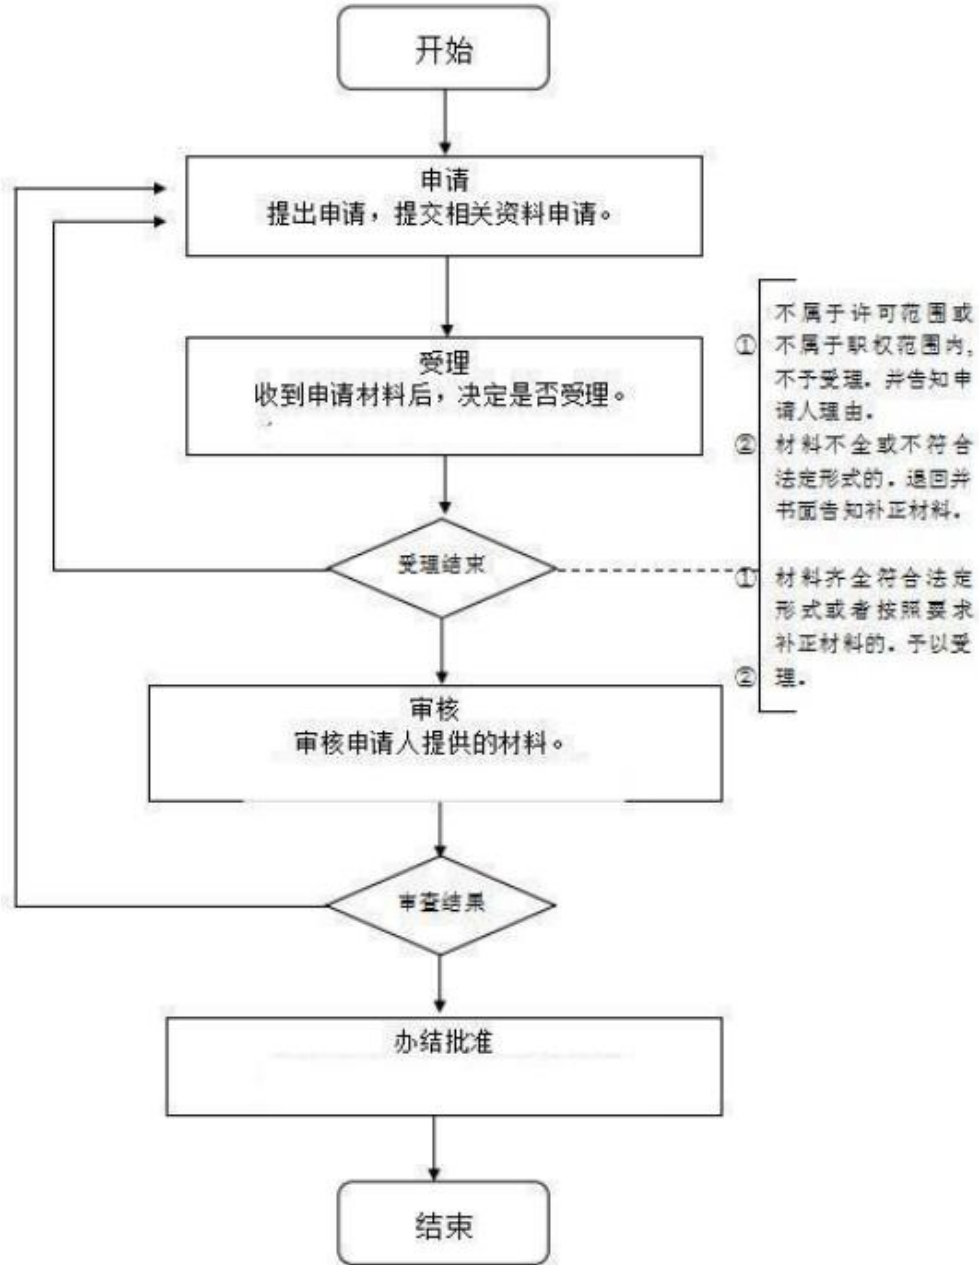 开始
申请
提出申请，提交相关资料申请。
受理
收到申请材料后，决定是否受理。
不属于许可范围或
① 不属于职权范围内，
不予受理．并告知申
请人理由．
② 材料不全或不符合
法定形式的．退回并
书面告知补正材料．
受理结束
① 材料齐全符合法定
形式或者按照要求
补正材料的．予以受
② 理．
审核
审核申请人提供的材料。
审查结果
办结批准
结束